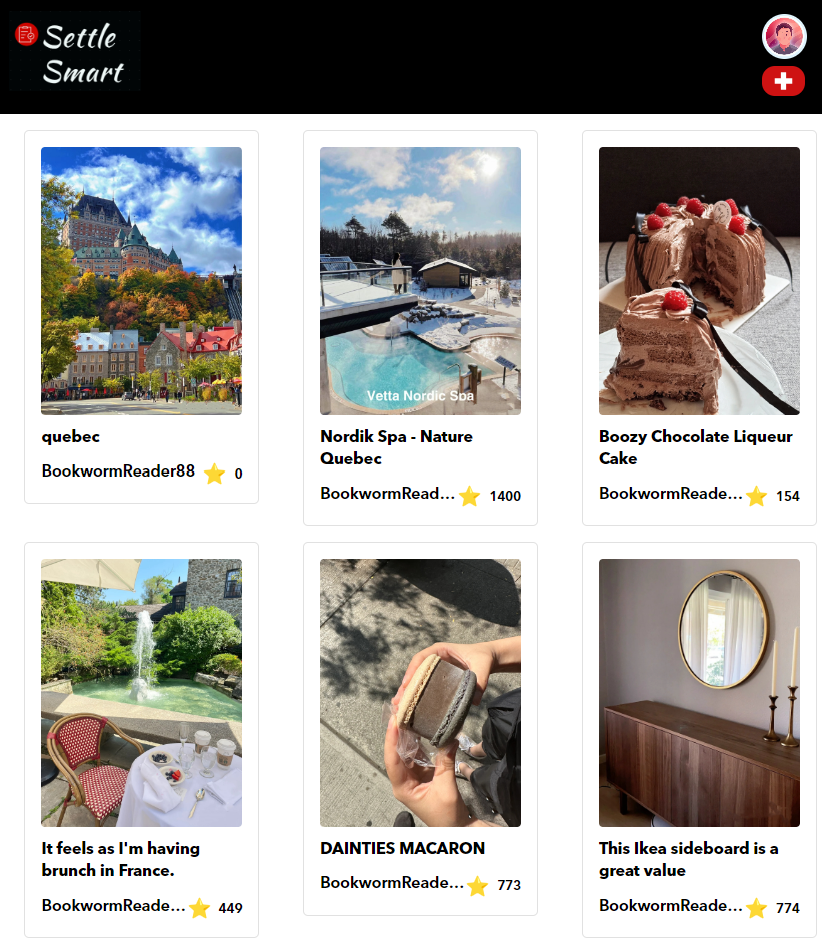 Settle
Smart
Vetta Nordic Spa
quebec
BookwormReader88 ⭐ 0
Nordik Spa - Nature
Quebec
BookwormRead... ⭐ 1400
Boozy Chocolate Liqueur
Cake
BookwormReade... ⭐ 154
It feels as I'm having
brunch in France.
BookwormReade... ⭐ 449
DAINTIES MACARON
BookwormReade... ⭐ 773
This Ikea sideboard is a
great value
BookwormReade... ⭐ 774